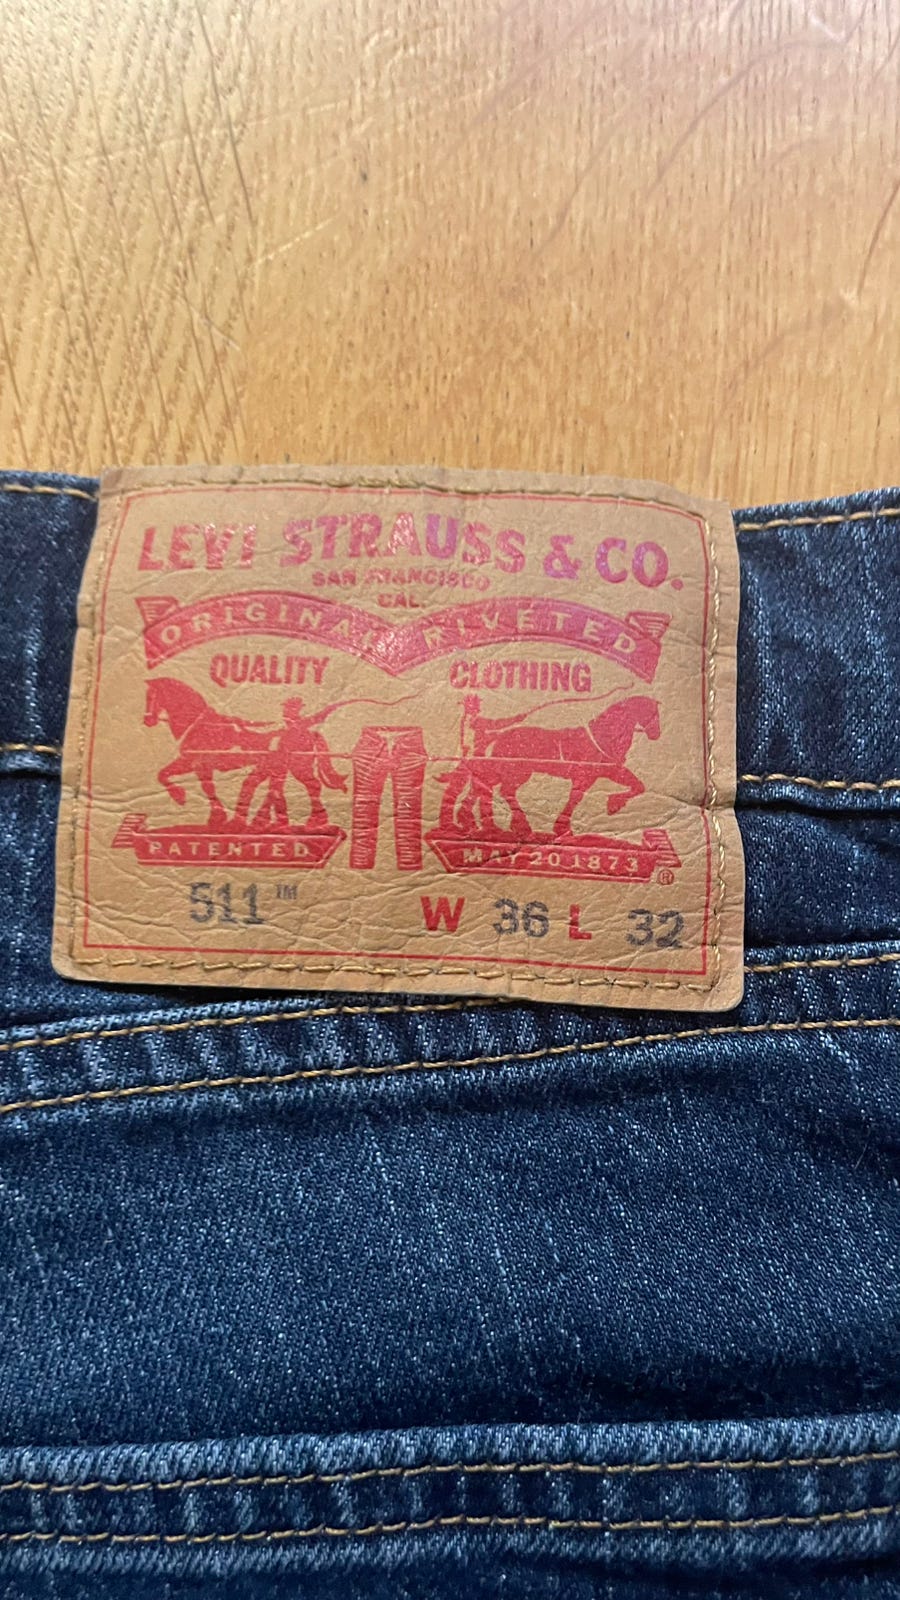 LEVI STRAUSS & CO.
SAN FRANCISCO
CAL.
ORIGINAL RIVETED
QUALITY CLOTHING
PATENTED MAY 20 1873 ®
511™ W 36 L 32